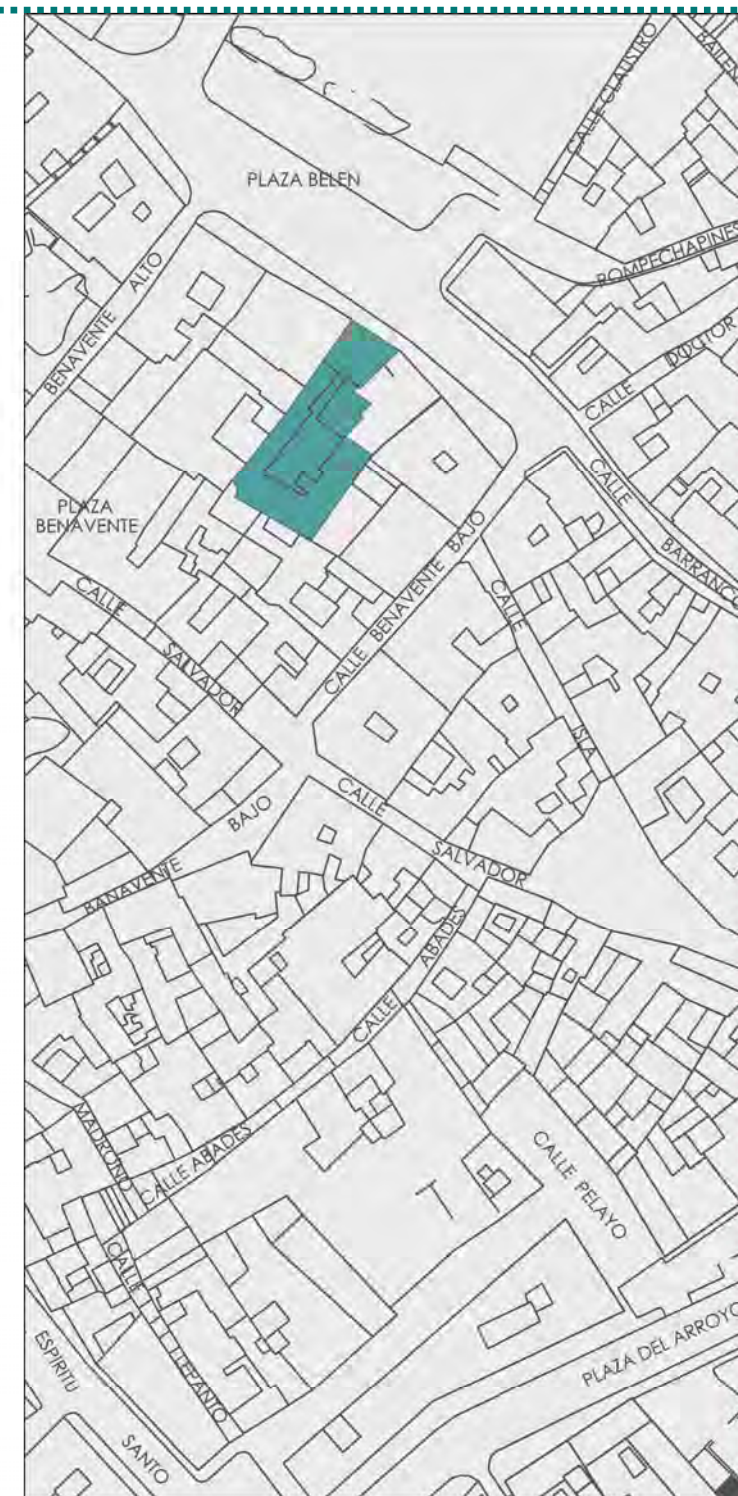 CALLE CLAUSTRO
BAILEN
PLAZA BELEN
ROMPECHAPINES
ALTO
BENAVENTE
DOCTOR
CALLE
CALLE
BARRANCO
PLAZA
BENAVENTE
CALLE BENAVENTE BAJO
CALLE
ISLA
CALLE
SALVADOR
CALLE
SALVADOR
BAJO
BANAVENTE
CALLE
ABADES
MADROÑO
CALLE ABADES
CALLE PELAYO
CALLE
LEPANTO
ESPIRITU
SANTO
PLAZA DEL ARROYO